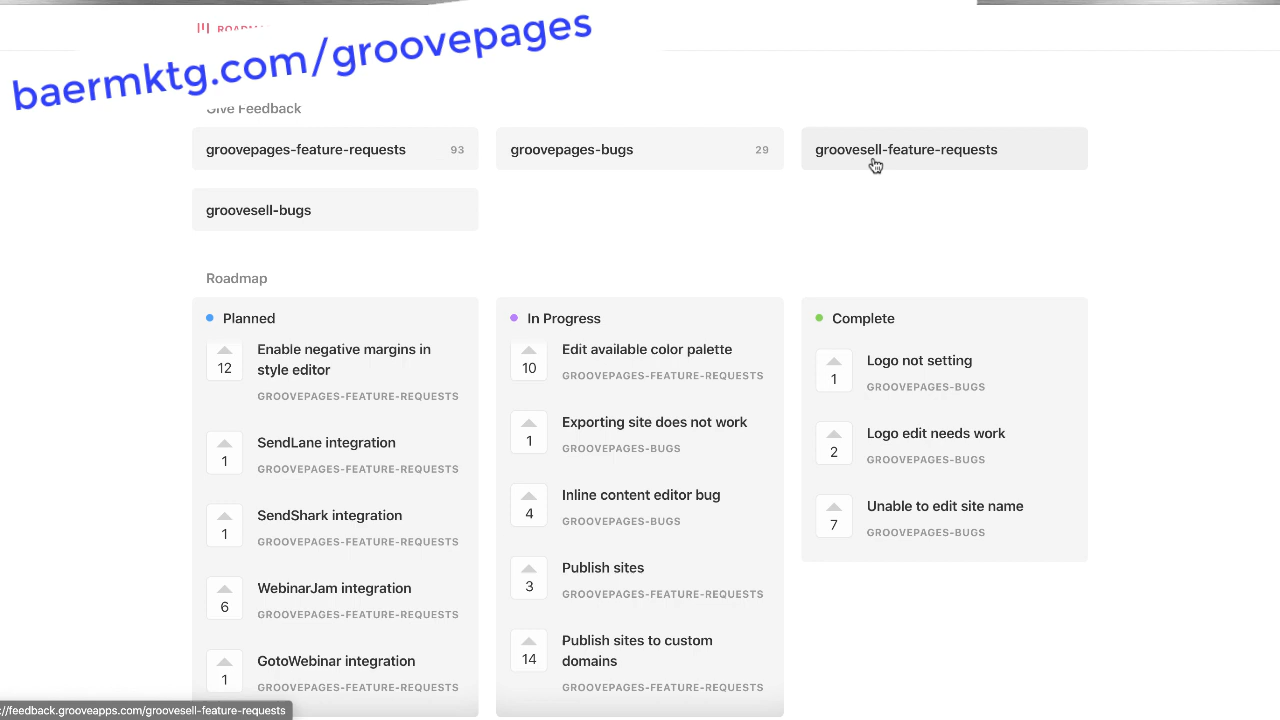 baermktg.com/groovepages
Give Feedback
groovepages-feature-requests 93
groovepages-bugs 29
groovesell-feature-requests
groovesell-bugs
Roadmap
Planned
12
Enable negative margins in
style editor
GROOVEPAGES-FEATURE-REQUESTS
1
SendLane integration
GROOVEPAGES-FEATURE-REQUESTS
1
SendShark integration
GROOVEPAGES-FEATURE-REQUESTS
6
WebinarJam integration
GROOVEPAGES-FEATURE-REQUESTS
1
GotoWebinar integration
GROOVEPAGES-FEATURE-REQUESTS
In Progress
10
Edit available color palette
GROOVEPAGES-FEATURE-REQUESTS
1
Exporting site does not work
GROOVEPAGES-BUGS
4
Inline content editor bug
GROOVEPAGES-BUGS
3
Publish sites
GROOVEPAGES-FEATURE-REQUESTS
14
Publish sites to custom
domains
GROOVEPAGES-FEATURE-REQUESTS
Complete
1
Logo not setting
GROOVEPAGES-BUGS
2
Logo edit needs work
GROOVEPAGES-BUGS
7
Unable to edit site name
GROOVEPAGES-BUGS
://feedback.grooveapps.com/groovesell-feature-requests